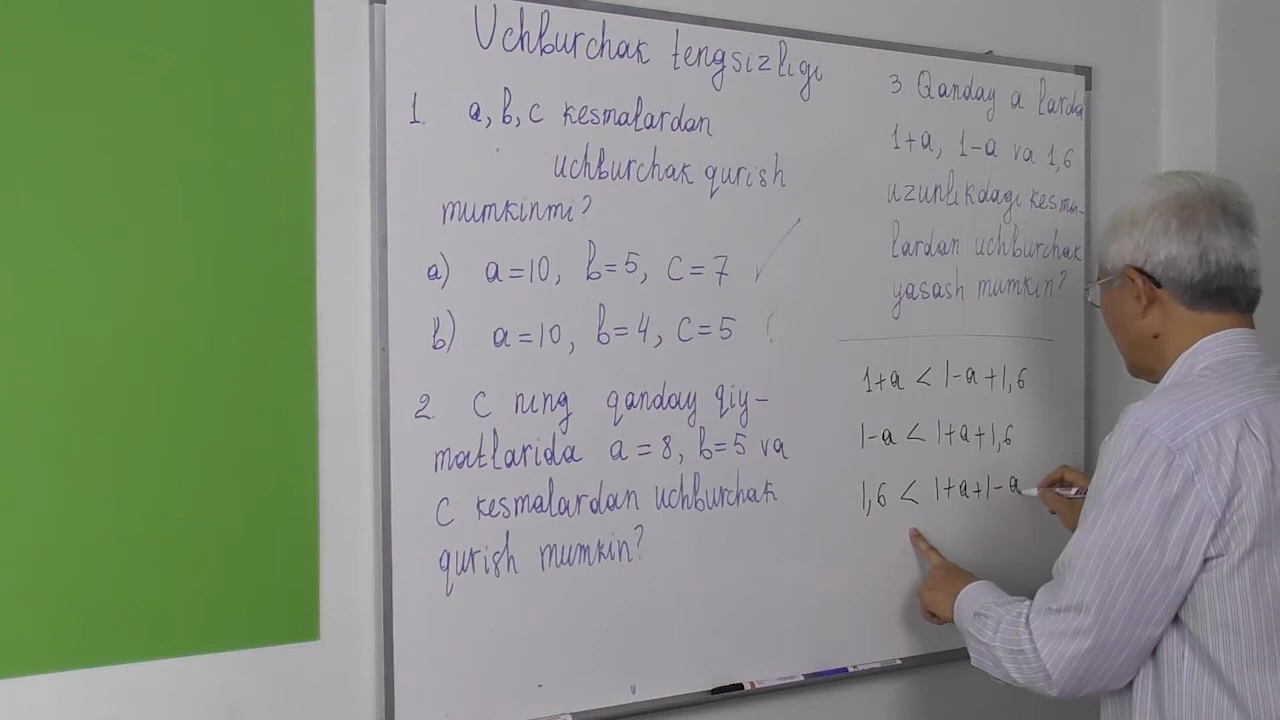 Uchburchak tengsizligi
1. a, b, c kesmalardan
uchburchak qurish
mumkinmi?
a) a=10, b=5, c=7
b) a=10, b=4, c=5
2. C ning qanday qiy-
matlarida a=8, b=5 va
c kesmalardan uchburchak
qurish mumkin?
3 Qanday a larda
1+a, 1-a va 1,6
uzunlikdagi kesma-
lardan uchburchak
yasash mumkin?
1+a < 1-a+1,6
1-a < 1+a+1,6
1,6 < 1+a+1-a